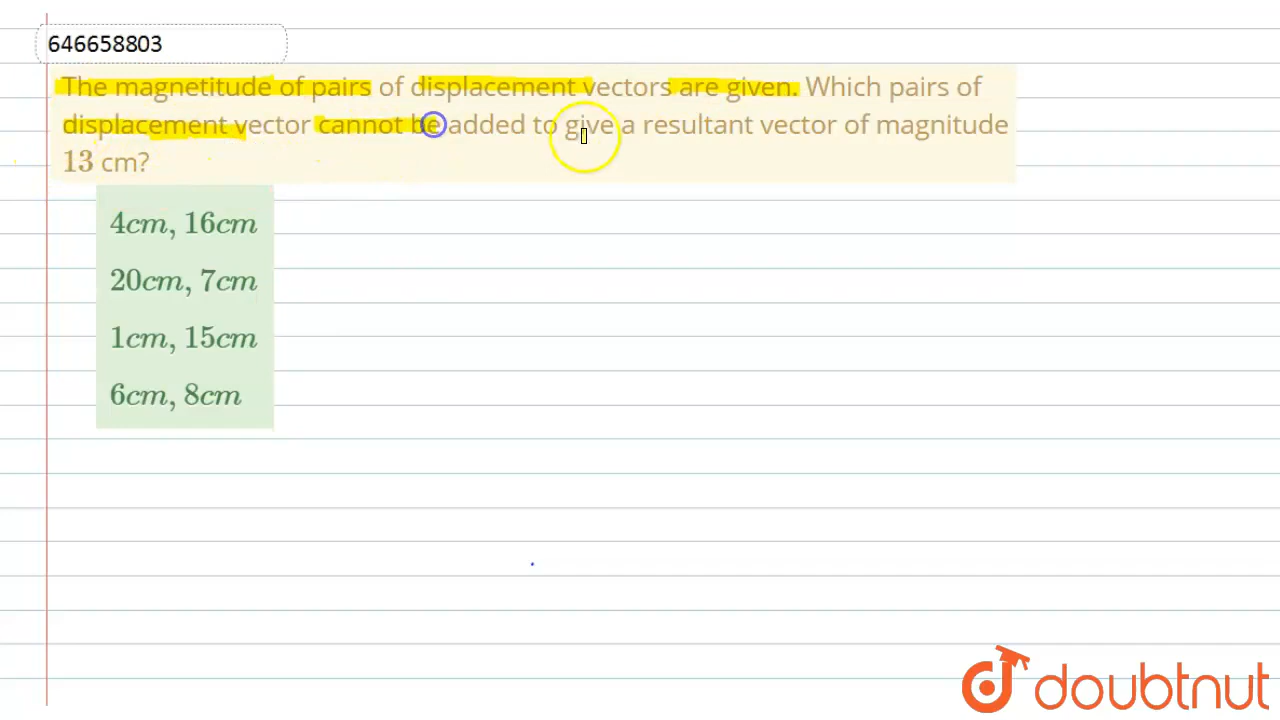 646658803
The magnetitude of pairs of displacement vectors are given. Which pairs of
displacement vector cannot be added to give a resultant vector of magnitude
13 cm?
4cm, 16cm
20cm, 7cm
1cm, 15cm
6cm, 8cm
doubtnut